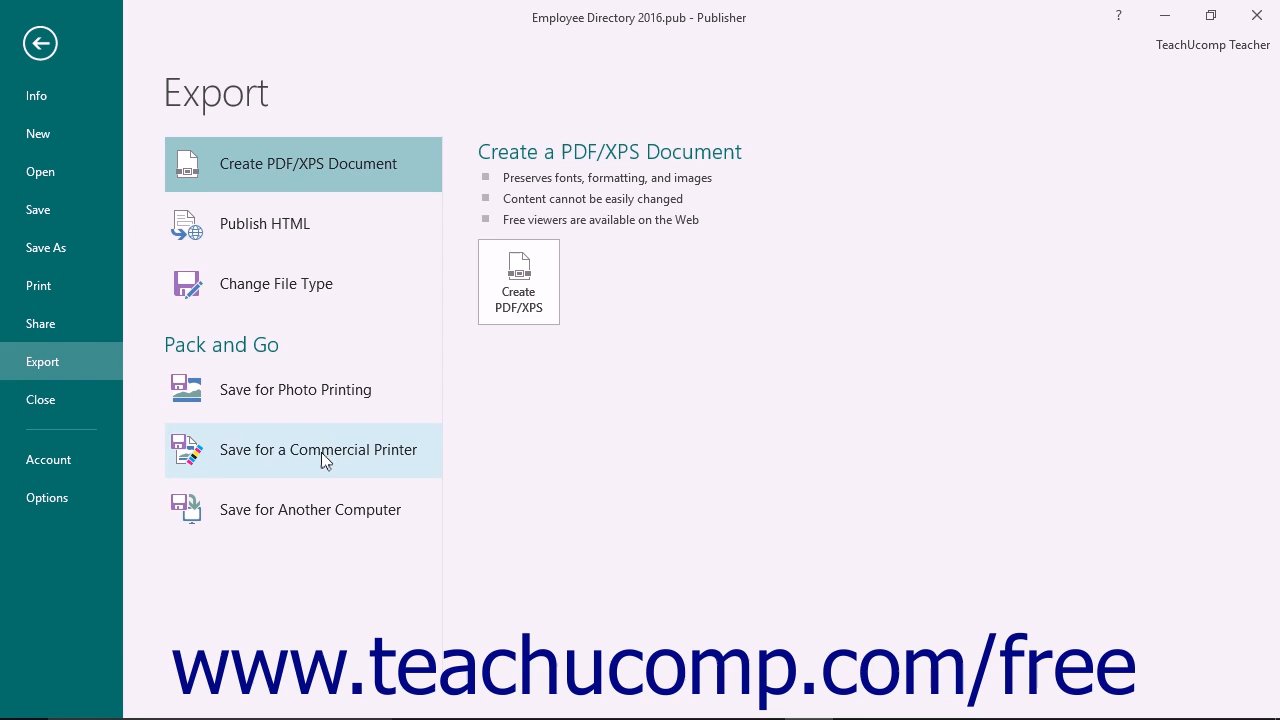 Employee Directory 2016.pub - Publisher
?
TeachUcomp Teacher
Info
New
Open
Save
Save As
Print
Share
Export
Close
Account
Options
Export
Create PDF/XPS Document
Publish HTML
Change File Type
Pack and Go
Save for Photo Printing
Save for a Commercial Printer
Save for Another Computer
Create a PDF/XPS Document
Preserves fonts, formatting, and images
Content cannot be easily changed
Free viewers are available on the Web
Create
PDF/XPS
www.teachucomp.com/free